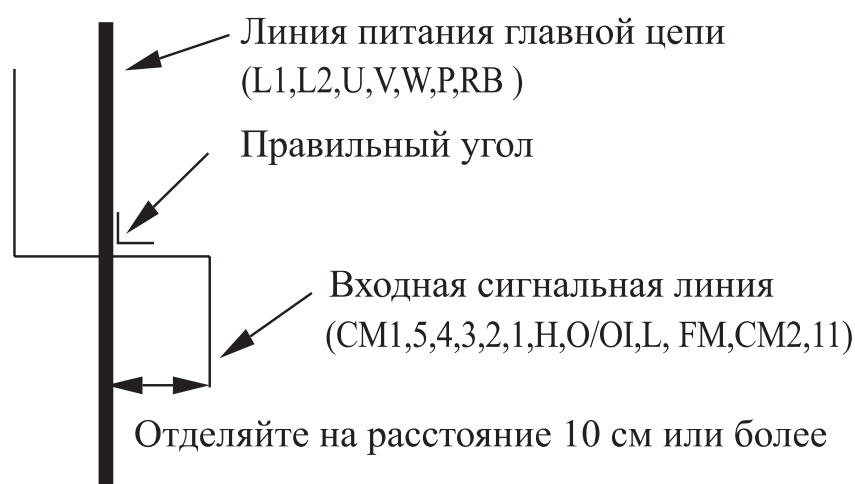 Линия питания главной цепи
(L1,L2,U,V,W,P,RB )
Правильный угол
Входная сигнальная линия
(CM1,5,4,3,2,1,H,O/OI,L, FM,CM2,11)
Отделяйте на расстояние 10 см или более